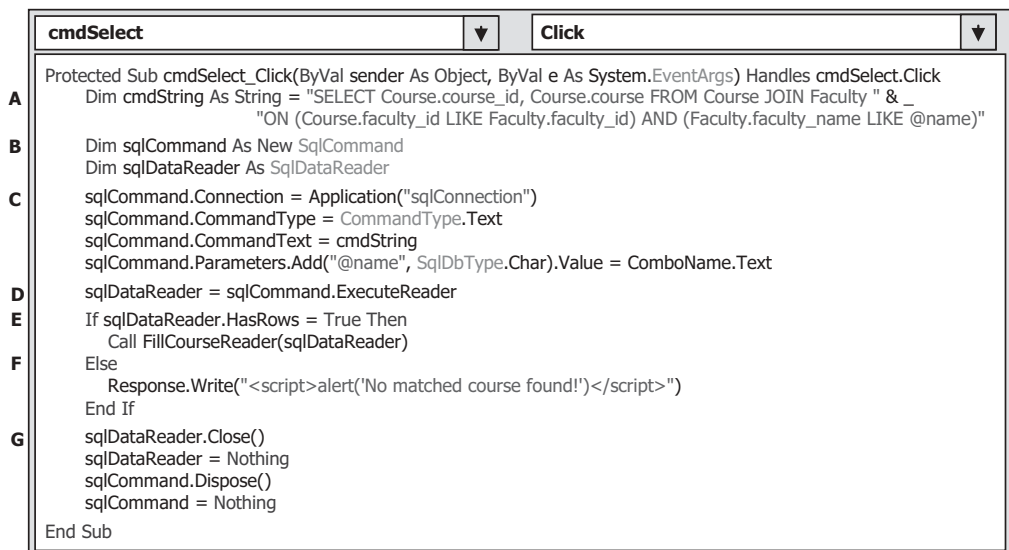 cmdSelect Click
Protected Sub cmdSelect_Click(ByVal sender As Object, ByVal e As System.EventArgs) Handles cmdSelect.Click
A Dim cmdString As String = "SELECT Course.course_id, Course.course FROM Course JOIN Faculty " & _
"ON (Course.faculty_id LIKE Faculty.faculty_id) AND (Faculty.faculty_name LIKE @name)"
B Dim sqlCommand As New SqlCommand
Dim sqlDataReader As SqlDataReader
C sqlCommand.Connection = Application("sqlConnection")
sqlCommand.CommandType = CommandType.Text
sqlCommand.CommandText = cmdString
sqlCommand.Parameters.Add("@name", SqlDbType.Char).Value = ComboName.Text
D sqlDataReader = sqlCommand.ExecuteReader
E If sqlDataReader.HasRows = True Then
Call FillCourseReader(sqlDataReader)
F Else
Response.Write("<script>alert('No matched course found!')</script>")
End If
G sqlDataReader.Close()
sqlDataReader = Nothing
sqlCommand.Dispose()
sqlCommand = Nothing
End Sub